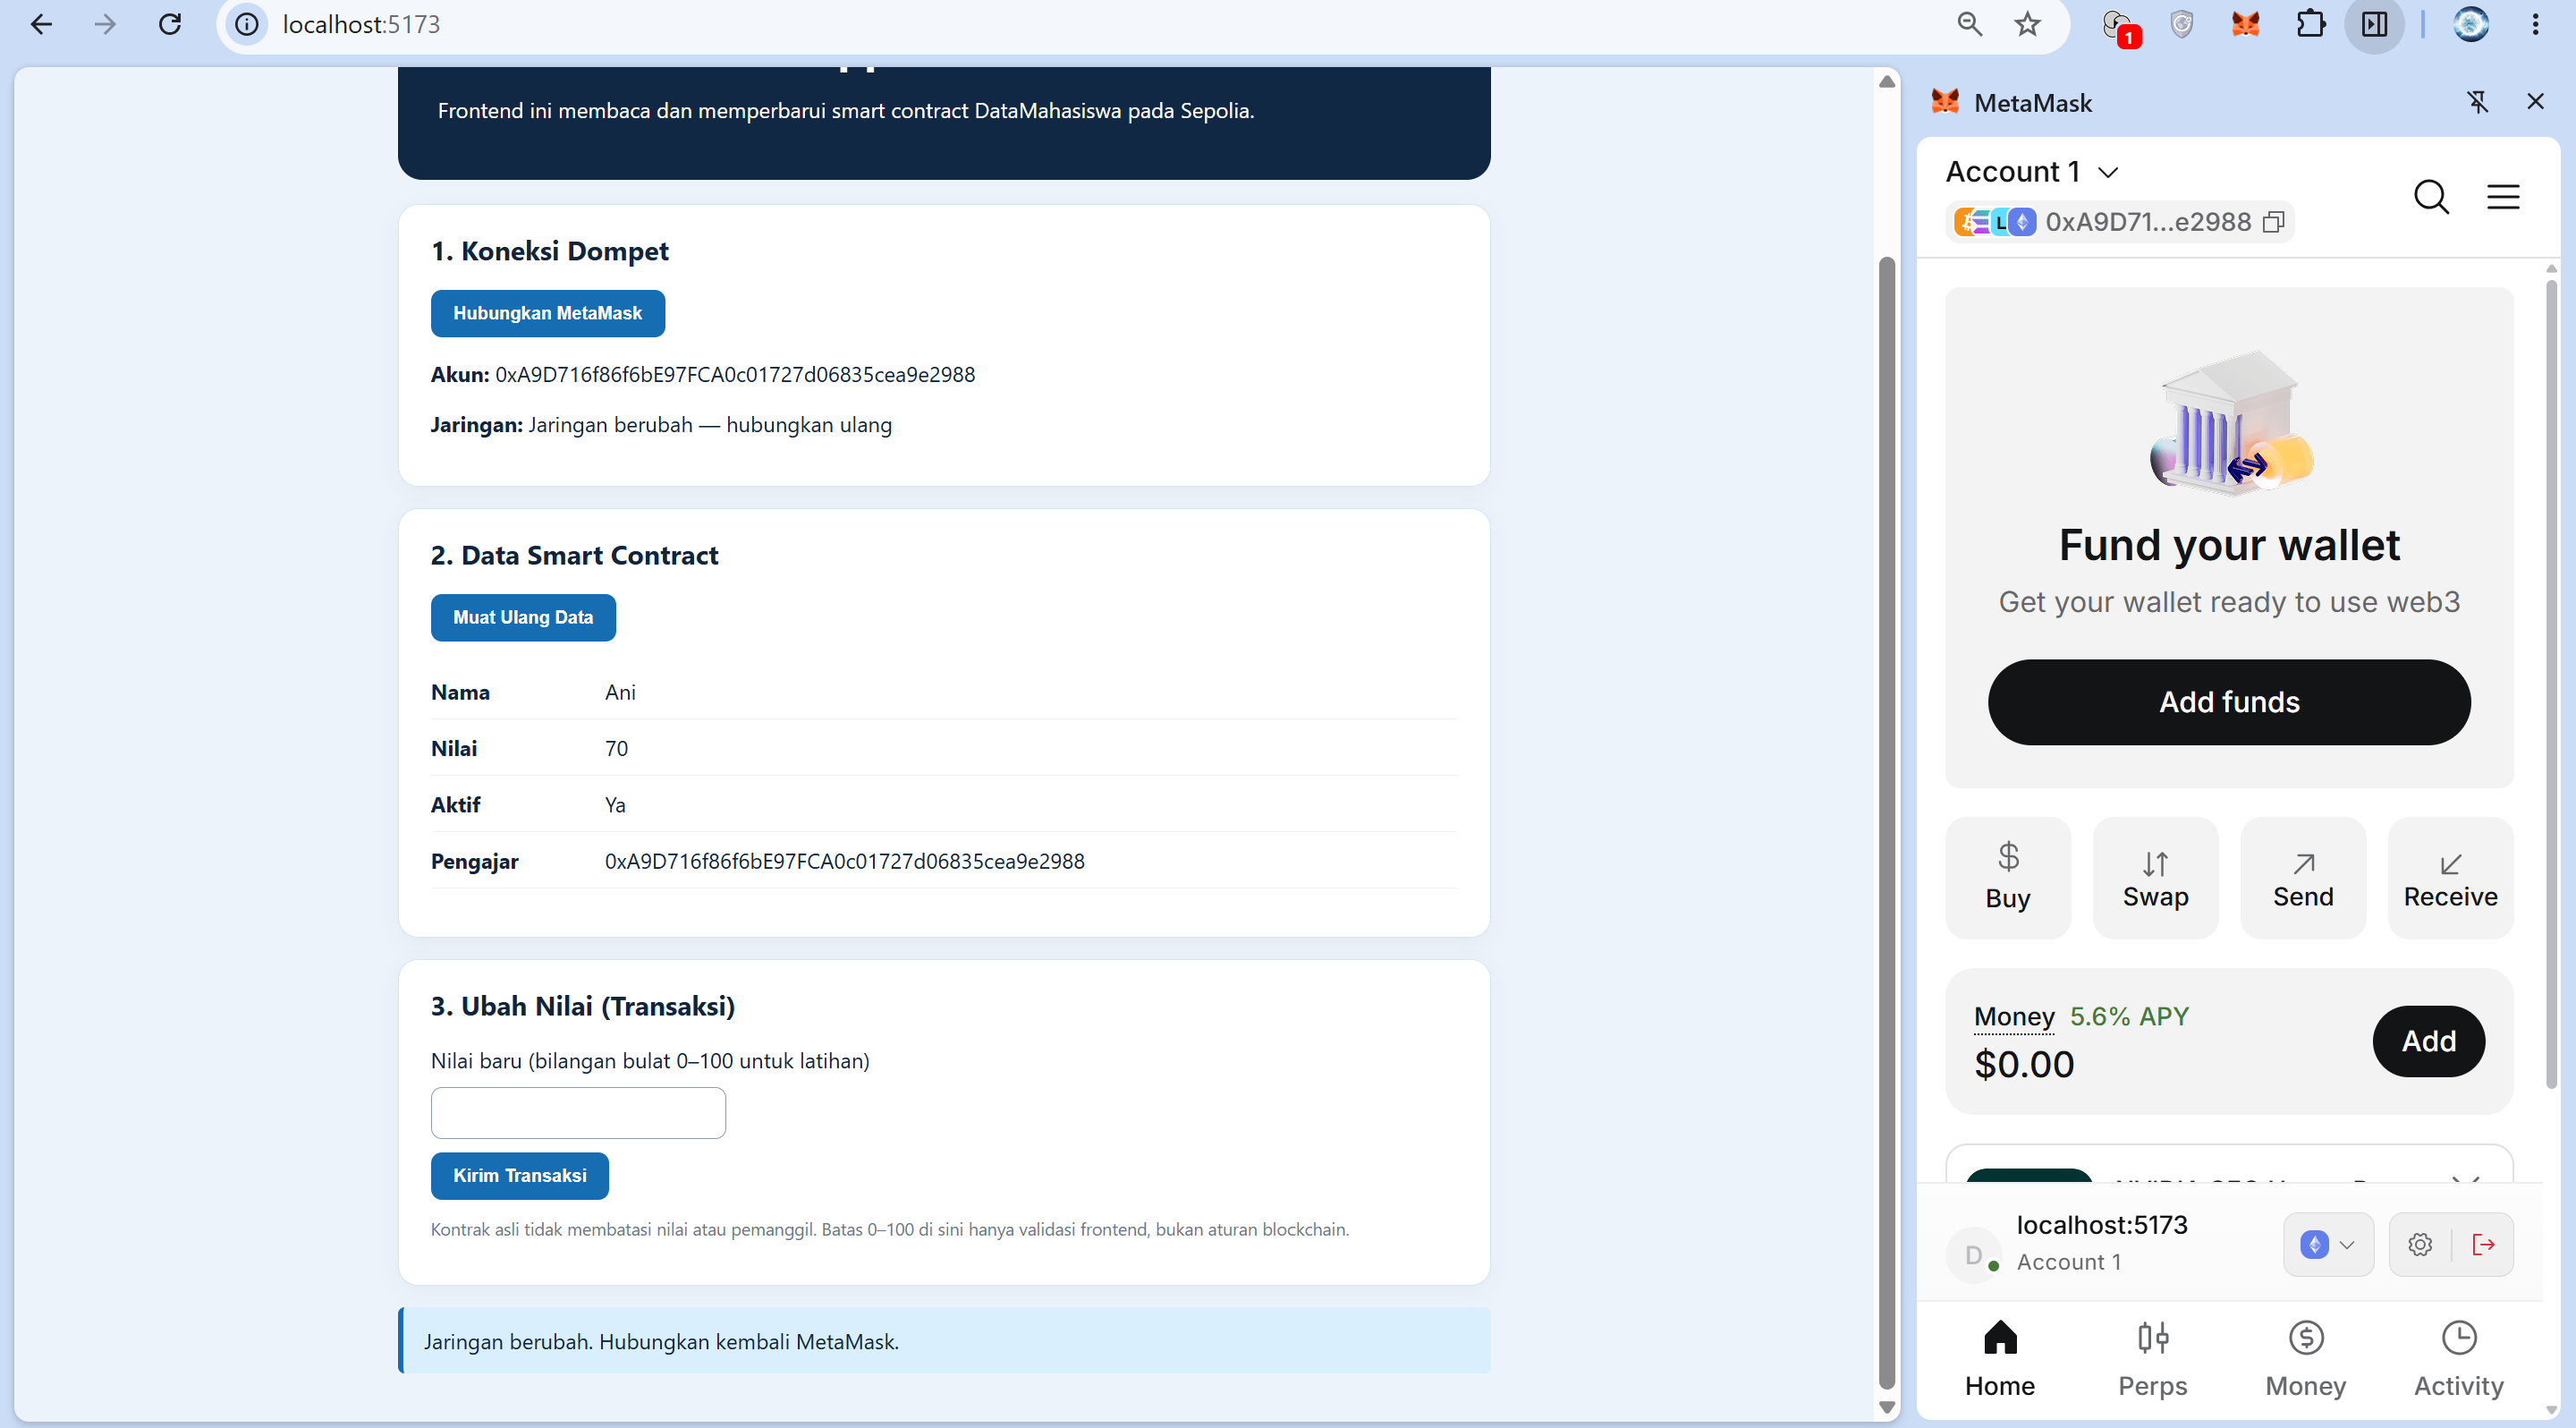 localhost:5173
1
Frontend ini membaca dan memperbarui smart contract DataMahasiswa pada Sepolia.
1. Koneksi Dompet
Hubungkan MetaMask
Akun: 0xA9D716f86f6bE97FCA0c01727d06835cea9e2988
Jaringan: Jaringan berubah — hubungkan ulang
2. Data Smart Contract
Muat Ulang Data
Nama Ani
Nilai 70
Aktif Ya
Pengajar 0xA9D716f86f6bE97FCA0c01727d06835cea9e2988
3. Ubah Nilai (Transaksi)
Nilai baru (bilangan bulat 0–100 untuk latihan)
Kirim Transaksi
Kontrak asli tidak membatasi nilai atau pemanggil. Batas 0–100 di sini hanya validasi frontend, bukan aturan blockchain.
Jaringan berubah. Hubungkan kembali MetaMask.
MetaMask
Account 1
0xA9D71...e2988
Fund your wallet
Get your wallet ready to use web3
Add funds
Buy Swap Send Receive
Money 5.6% APY
$0.00
Add
D
localhost:5173
Account 1
Home Perps Money Activity